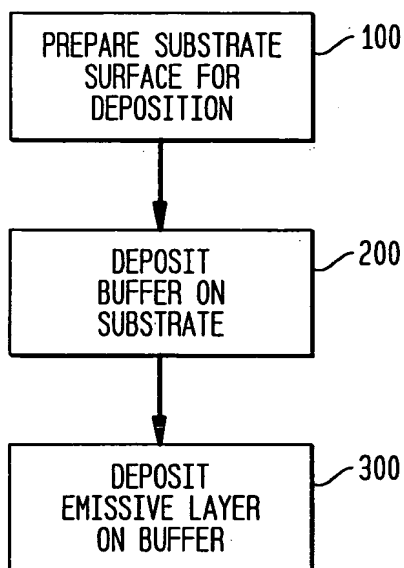 PREPARE SUBSTRATE
SURFACE FOR
DEPOSITION
100
DEPOSIT
BUFFER ON
SUBSTRATE
200
DEPOSIT
EMISSIVE LAYER
ON BUFFER
300